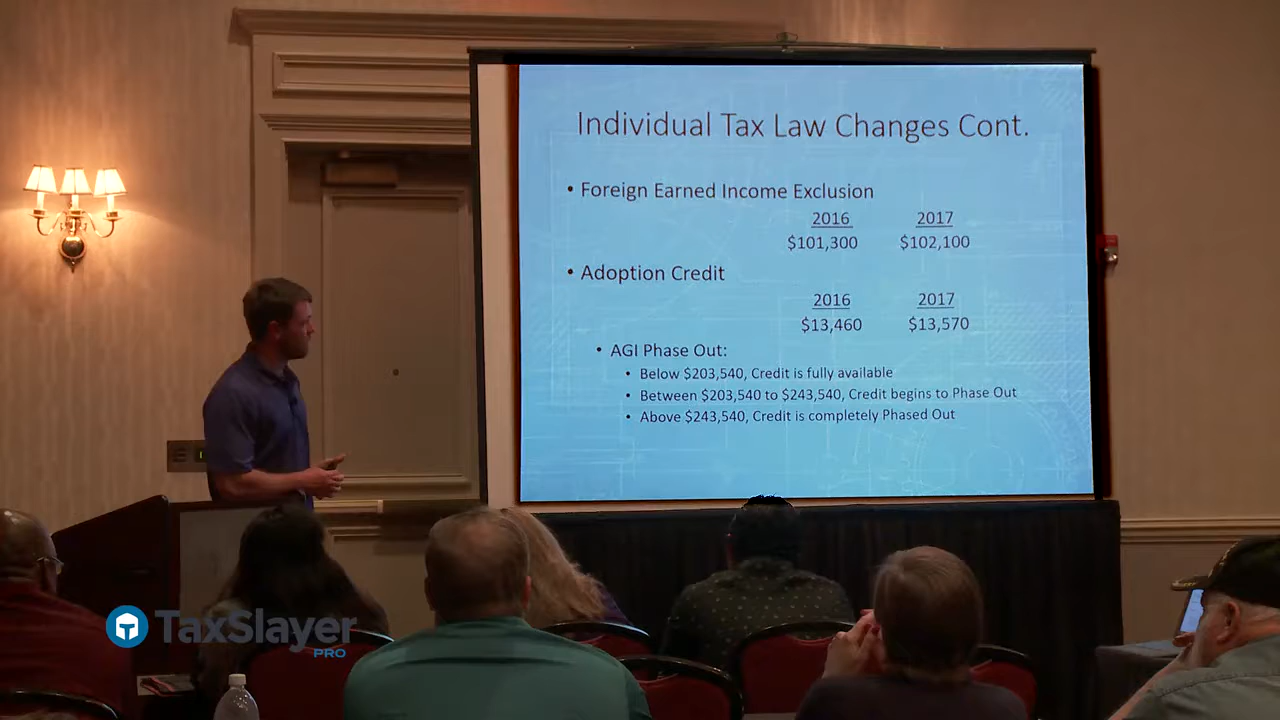 Individual Tax Law Changes Cont.
• Foreign Earned Income Exclusion
2016 2017
$101,300 $102,100
• Adoption Credit
2016 2017
$13,460 $13,570
• AGI Phase Out:
• Below $203,540, Credit is fully available
• Between $203,540 to $243,540, Credit begins to Phase Out
• Above $243,540, Credit is completely Phased Out
TaxSlayer
PRO